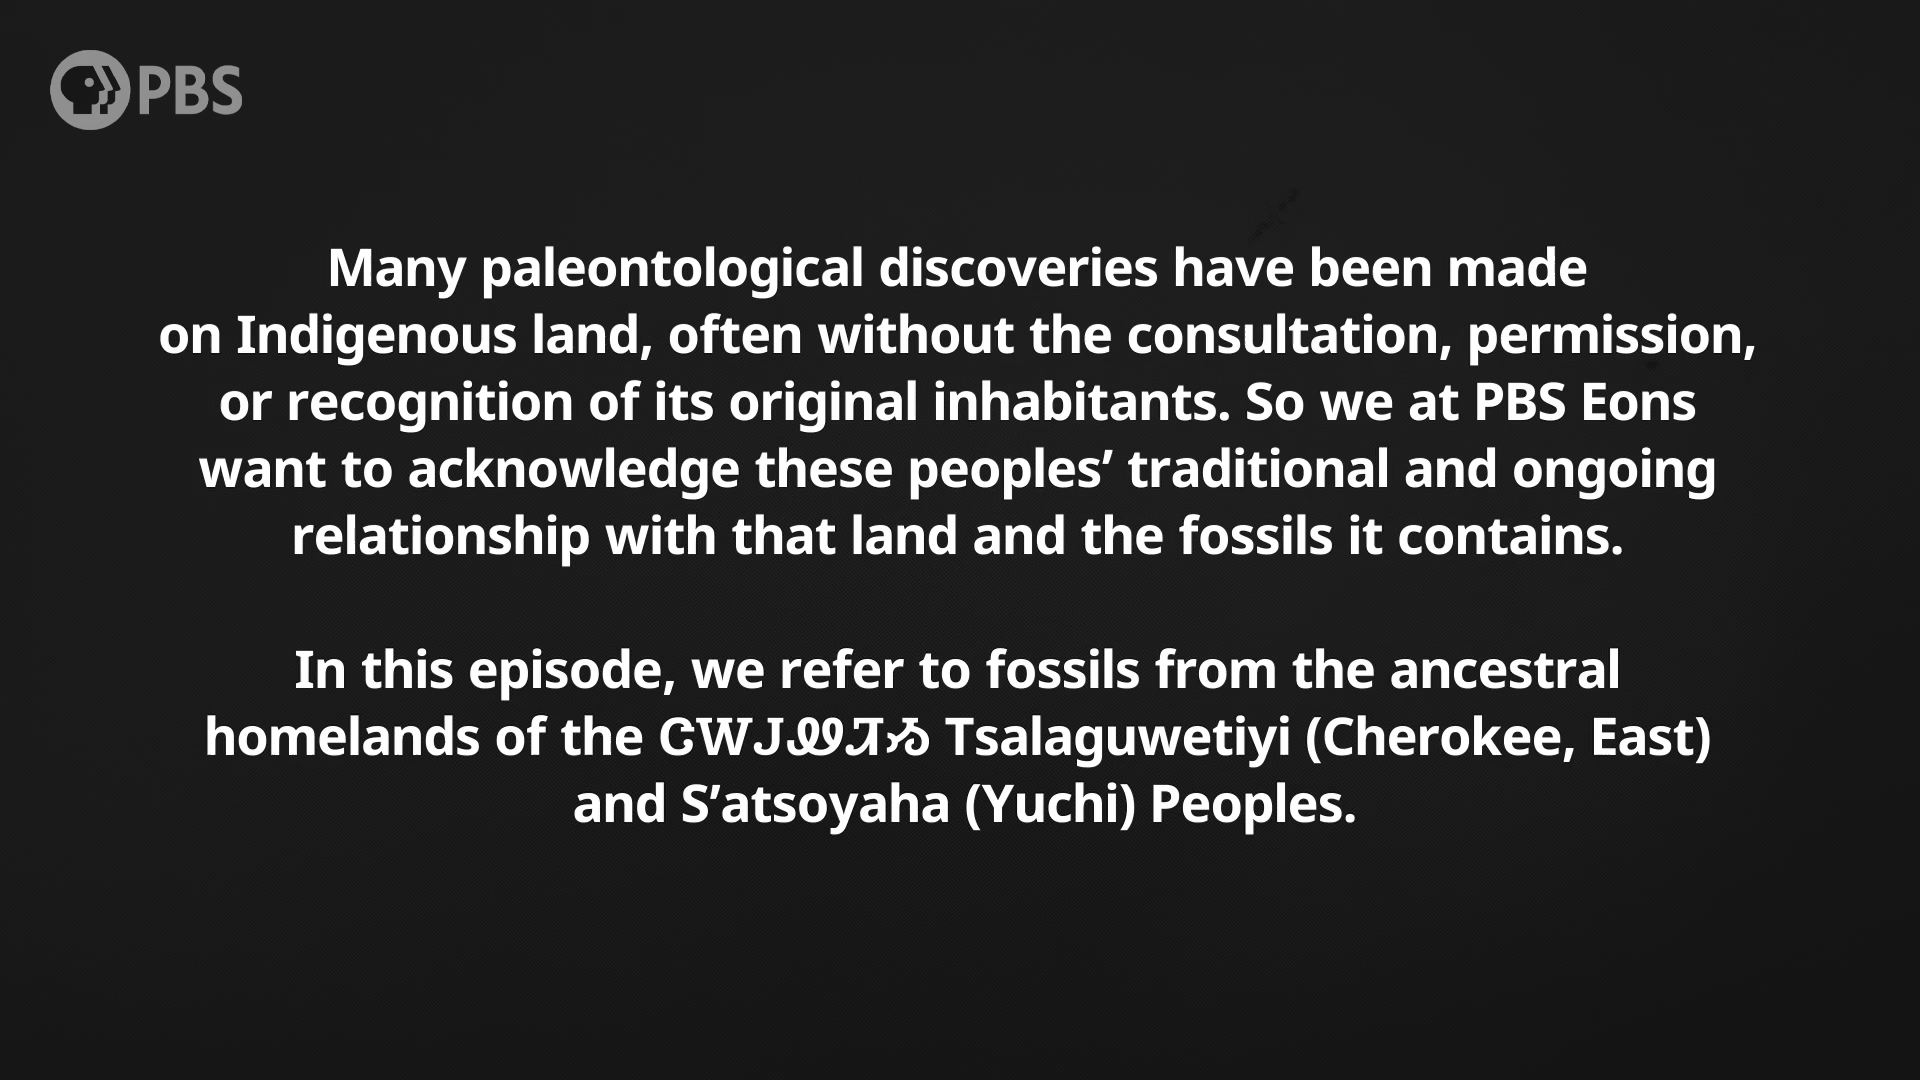 PBS
Many paleontological discoveries have been made
on Indigenous land, often without the consultation, permission,
or recognition of its original inhabitants. So we at PBS Eons
want to acknowledge these peoples’ traditional and ongoing
relationship with that land and the fossils it contains.
In this episode, we refer to fossils from the ancestral
homelands of the ᏣᎳᎫᏪᏘᏱ Tsalaguwetiyi (Cherokee, East)
and S’atsoyaha (Yuchi) Peoples.